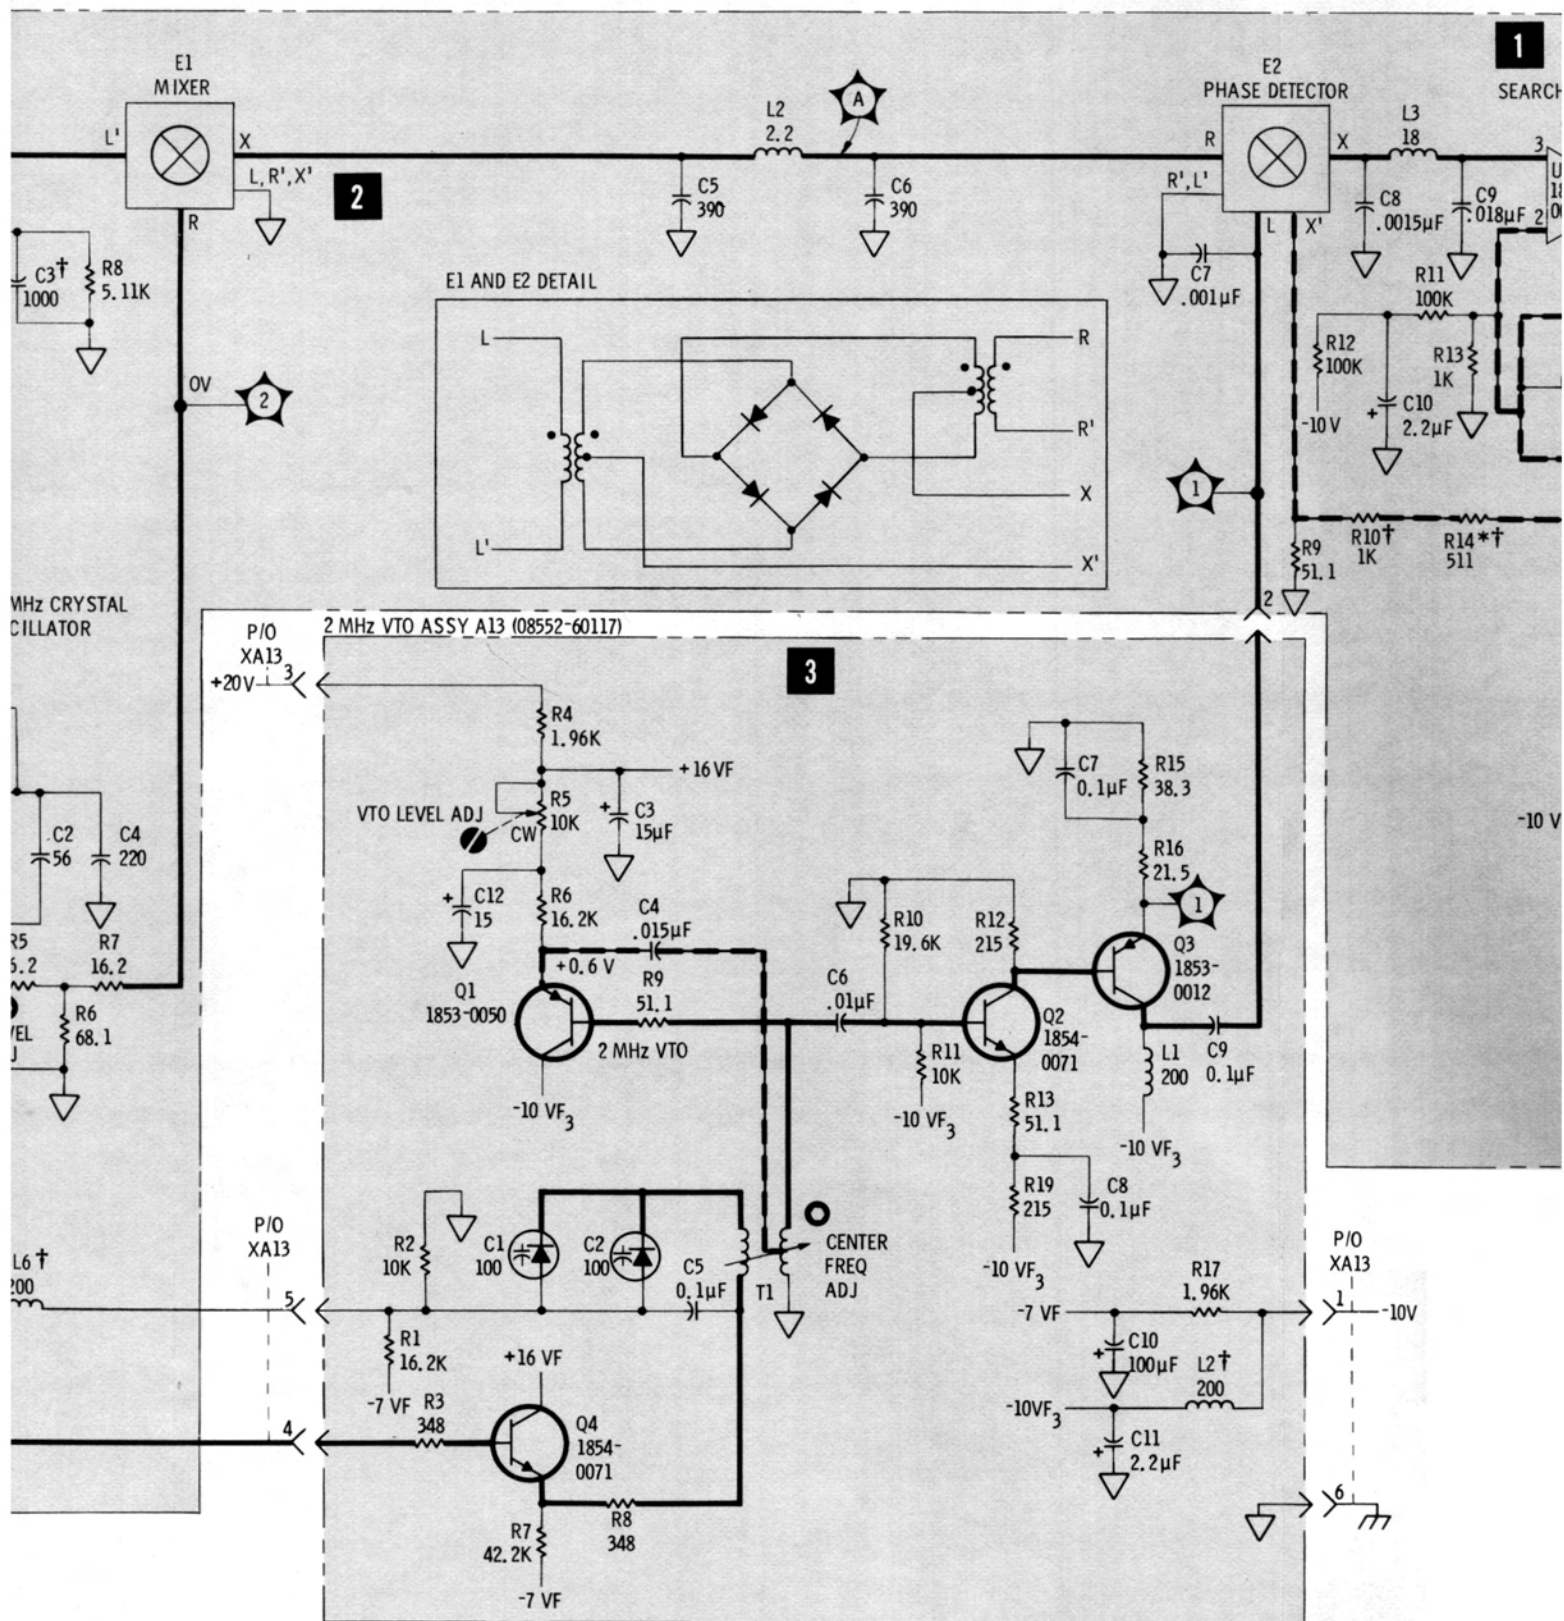 1
E1
MIXER
E2
PHASE DETECTOR
SEARCH
L'
X
L, R', X'
R
2
L2
2.2
A
C5
390
C6
390
R
X
R', L'
L
X'
L3
18
3
2
C8
.0015µF
C9
.018µF
C7
.001µF
C3†
1000
R8
5.11K
0V
2
E1 AND E2 DETAIL
L
L'
R
R'
X
X'
R11
100K
R12
100K
R13
1K
-10V
+
C10
2.2µF
1
R9
51.1
R10†
1K
R14*†
511
2
MHz CRYSTAL
CILLATOR
P/O
XA13
3
+20V
2 MHz VTO ASSY A13 (08552-60117)
3
R4
1.96K
+16 VF
VTO LEVEL ADJ
CW
R5
10K
+
C3
15µF
C7
0.1µF
R15
38.3
-10 V
C2
56
C4
220
+
C12
15
R6
16.2K
C4
.015µF
R16
21.5
1
R10
19.6K
R12
215
Q3
1853-
0012
R5
6.2
R7
16.2
R6
68.1
VEL
J
+0.6 V
Q1
1853-0050
R9
51.1
2 MHz VTO
-10 VF3
C6
.01µF
R11
10K
-10 VF3
Q2
1854-
0071
L1
200
C9
0.1µF
-10 VF3
R13
51.1
R19
215
C8
0.1µF
-10 VF3
P/O
XA13
L6†
200
5
R2
10K
C1
100
C2
100
C5
0.1µF
T1
CENTER
FREQ
ADJ
P/O
XA13
R17
1.96K
-7 VF
1
-10V
+
C10
100µF
L2†
200
-10VF3
+
C11
2.2µF
6
R1
16.2K
-7 VF
+16 VF
4
R3
348
Q4
1854-
0071
R8
348
R7
42.2K
-7 VF